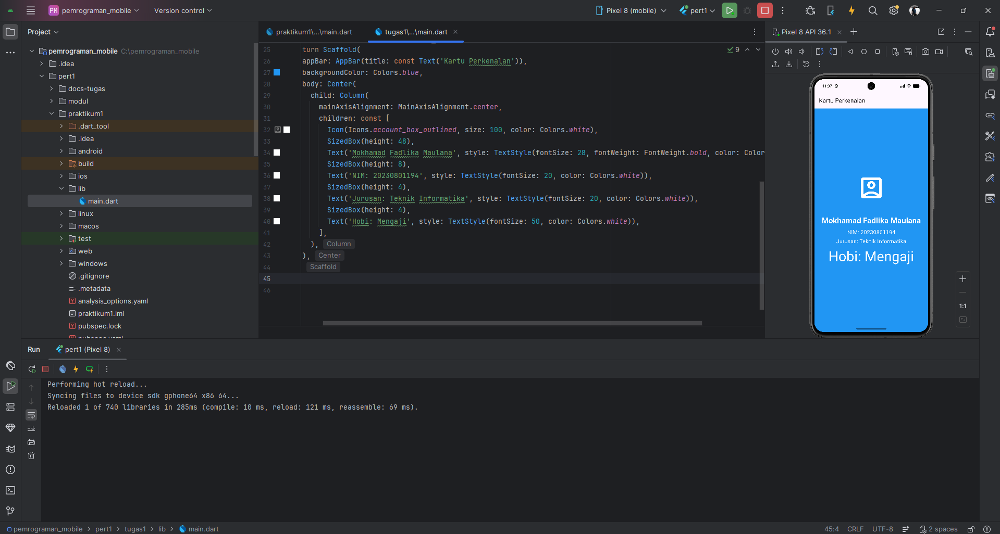 PM pemrograman_mobile Version control Pixel 8 (mobile) pert1
Project
praktikum1\...\main.dart tugas1\...\main.dart
Pixel 8 API 36.1
pemrograman_mobile C:\pemrograman_mobile
.idea
pert1
docs-tugas
modul
praktikum1
.dart_tool
.idea
android
build
ios
lib
main.dart
linux
macos
test
web
windows
.gitignore
.metadata
analysis_options.yaml
praktikum1.iml
pubspec.lock
pubspec.yaml
9
25 turn Scaffold(
26 appBar: AppBar(title: const Text('Kartu Perkenalan')),
27 backgroundColor: Colors.blue,
28 body: Center(
29 child: Column(
30 mainAxisAlignment: MainAxisAlignment.center,
31 children: const [
32 Icon(Icons.account_box_outlined, size: 100, color: Colors.white),
33 SizedBox(height: 48),
34 Text('Mokhamad Fadlika Maulana', style: TextStyle(fontSize: 28, fontWeight: FontWeight.bold, color: Color
35 SizedBox(height: 8),
36 Text('NIM: 20230801194', style: TextStyle(fontSize: 20, color: Colors.white)),
37 SizedBox(height: 4),
38 Text('Jurusan: Teknik Informatika', style: TextStyle(fontSize: 20, color: Colors.white)),
39 SizedBox(height: 4),
40 Text('Hobi: Mengaji', style: TextStyle(fontSize: 50, color: Colors.white)),
41 ],
42 ), Column
43 ), Center
44 Scaffold
45
46
11:07
Kartu Perkenalan
Mokhamad Fadlika Maulana
NIM: 20230801194
Jurusan: Teknik Informatika
Hobi: Mengaji
1:1
Run pert1 (Pixel 8)
Performing hot reload...
Syncing files to device sdk gphone64 x86 64...
Reloaded 1 of 740 libraries in 285ms (compile: 10 ms, reload: 121 ms, reassemble: 69 ms).
pemrograman_mobile > pert1 > tugas1 > lib > main.dart
45:4 CRLF UTF-8 2 spaces